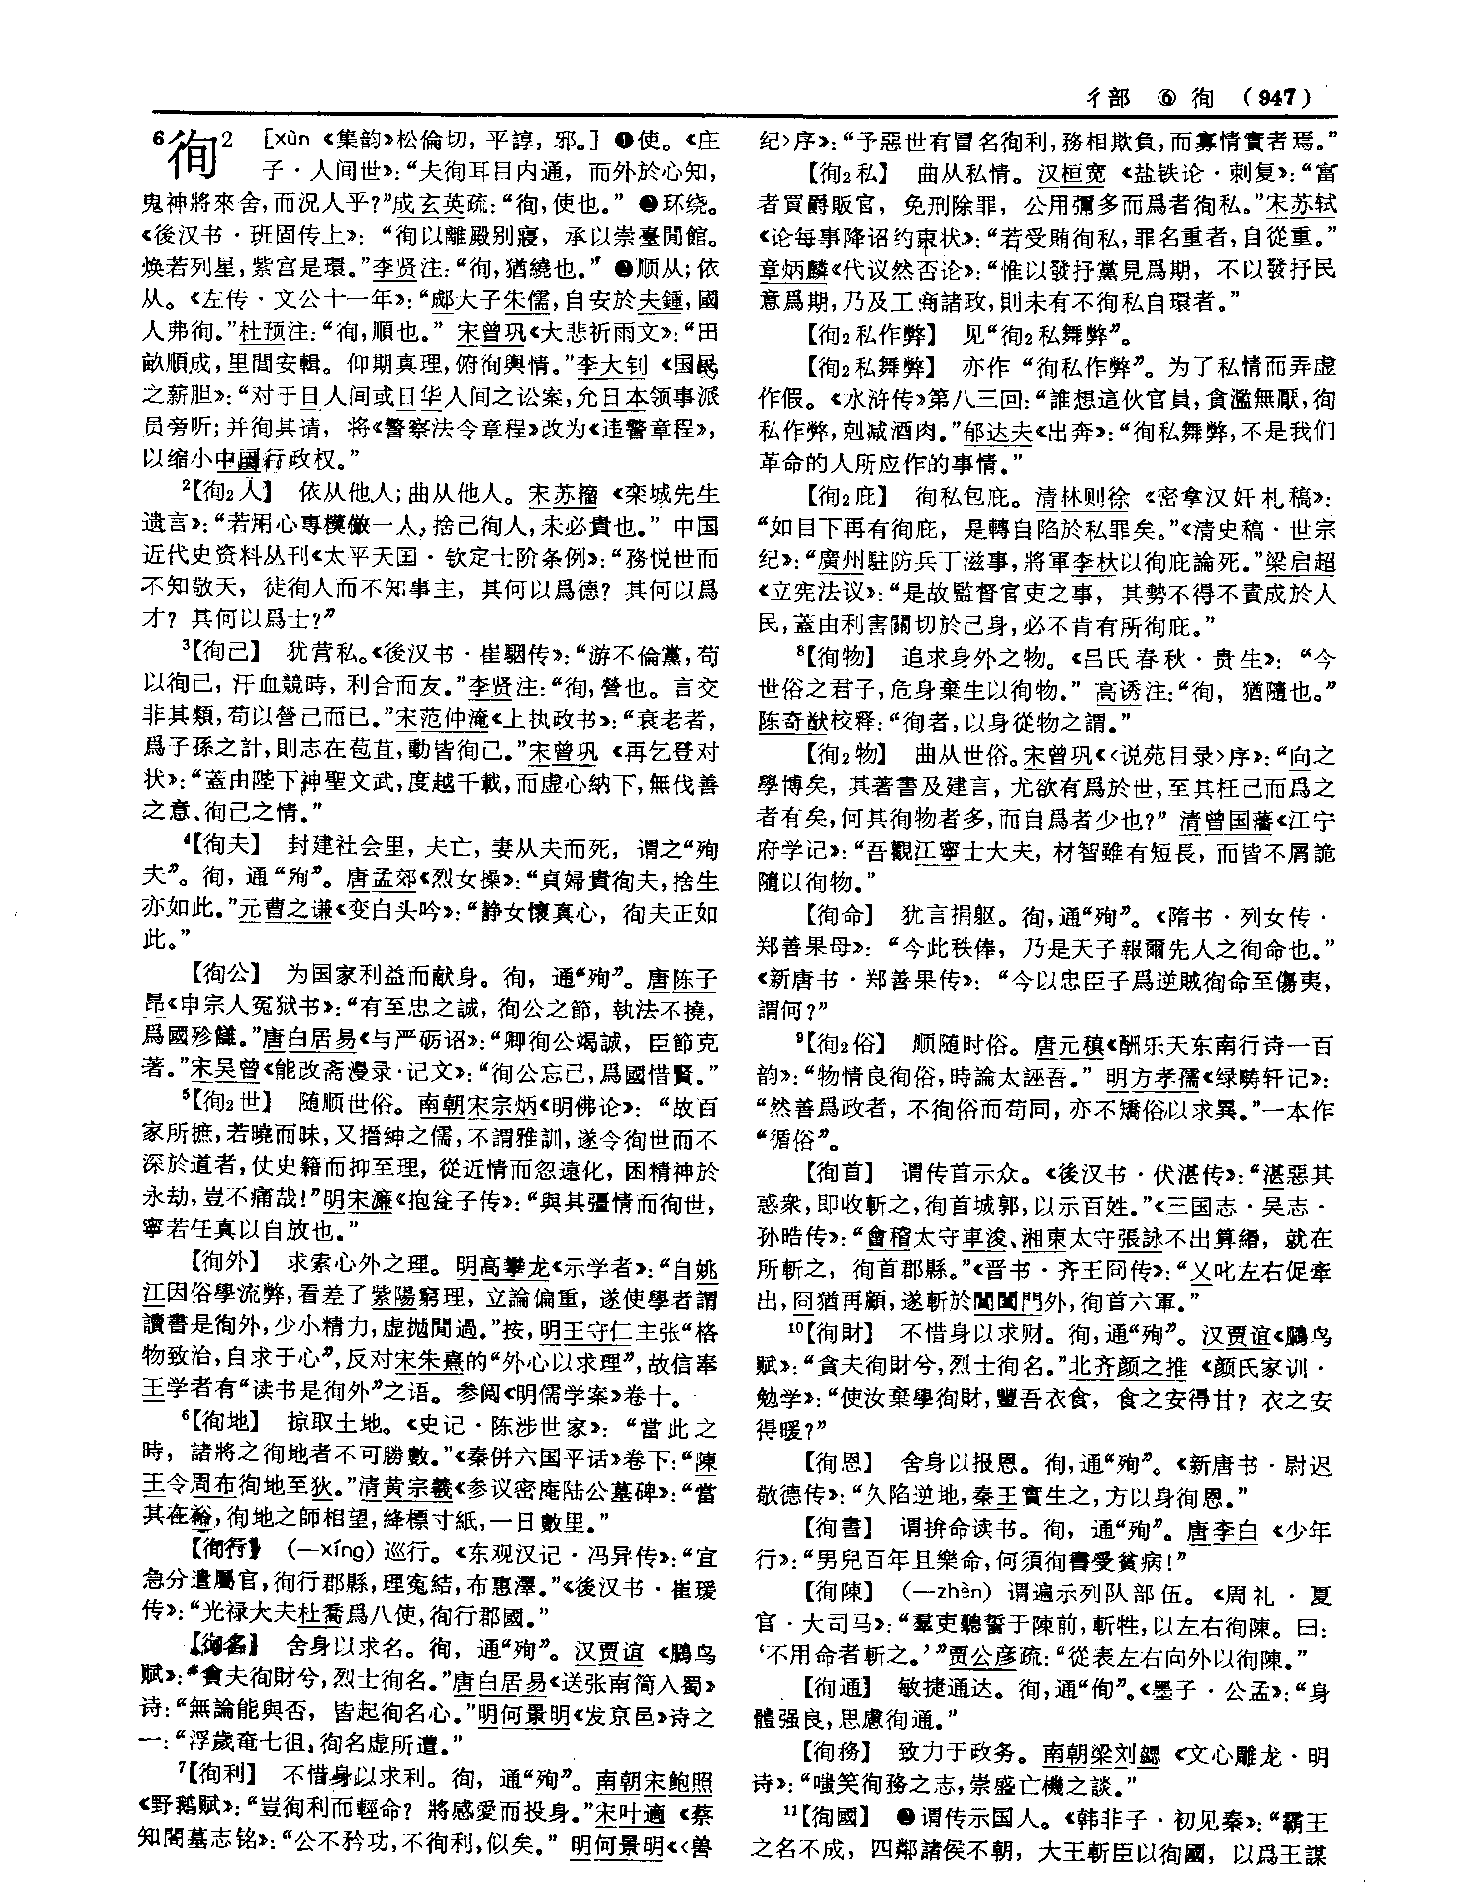 彳部 ⑥ 徇 (947)
6徇2 [xùn《集韵》松倫切,平諄,邪。]❶使。《庄
子·人间世》:“夫徇耳目内通,而外於心知,
鬼神將來舍,而況人乎?”成玄英疏:“徇,使也。”❷环绕。
《後汉书·班固传上》:“徇以離殿别寢,承以崇臺閒館。
焕若列星,紫宫是環。”李贤注:“徇,猶繞也。”❸顺从;依
从。《左传·文公十一年》:“郕大子朱儒,自安於夫鍾,國
人弗徇。”杜预注:“徇,順也。”宋曾巩《大悲祈雨文》:“田
畝順成,里閭安輯。仰期真理,俯徇輿情。”李大钊《国民
之薪胆》:“对于日人间或日华人间之讼案,允日本领事派
员旁听;并徇其请,将《警察法令章程》改为《违警章程》,
以缩小中国行政权。”
2【徇2人】 依从他人;曲从他人。宋苏籀《栾城先生
遗言》:“若用心專模倣一人,捨己徇人,未必貴也。”中国
近代史资料丛刊《太平天国·钦定士阶条例》:“務悦世而
不知敬天,徒徇人而不知事主,其何以爲德?其何以爲
才?其何以爲士?”
3【徇己】 犹营私。《後汉书·崔駰传》:“游不倫黨,苟
以徇己,汗血競時,利合而友。”李贤注:“徇,營也。言交
非其類,苟以營己而已。”宋范仲淹《上执政书》:“衰老者,
爲子孫之計,則志在苞苴,動皆徇己。”宋曾巩《再乞登对
状》:“蓋由陛下神聖文武,度越千載,而虚心納下,無伐善
之意、徇己之情。”
4【徇夫】 封建社会里,夫亡,妻从夫而死,谓之“殉
夫”。徇,通“殉”。唐孟郊《烈女操》:“貞婦貴徇夫,捨生
亦如此。”元曹之谦《变白头吟》:“静女懷真心,徇夫正如
此。”
【徇公】 为国家利益而献身。徇,通“殉”。唐陈子
昂《申宗人冤狱书》:“有至忠之誠,徇公之節,執法不撓,
爲國殄讎。”唐白居易《与严砺诏》:“卿徇公竭誠,臣節克
著。”宋吴曾《能改斋漫录·记文》:“徇公忘己,爲國惜賢。”
5【徇2世】 随顺世俗。南朝宋宗炳《明佛论》:“故百
家所摭,若曉而昧,又搢紳之儒,不謂雅訓,遂令徇世而不
深於道者,仗史籍而抑至理,從近情而忽遠化,困精神於
永劫,豈不痛哉!”明宋濂《抱瓮子传》:“與其彊情而徇世,
寧若任真以自放也。”
【徇外】 求索心外之理。明高攀龙《示学者》:“自姚
江因俗學流弊,看差了紫陽窮理,立論偏重,遂使學者謂
讀書是徇外,少小精力,虚拋閒過。”按,明王守仁主张“格
物致治,自求于心”,反对宋朱熹的“外心以求理”,故信奉
王学者有“读书是徇外”之语。参阅《明儒学案》卷十。
6【徇地】 掠取土地。《史记·陈涉世家》:“當此之
時,諸將之徇地者不可勝數。”《秦併六国平话》卷下:“陳
王令周布徇地至狄。”清黄宗羲《参议密庵陆公墓碑》:“當
其在裕,徇地之師相望,絳標寸紙,一日數里。”
【徇行】 (—xíng)巡行。《东观汉记·冯异传》:“宜
急分遣屬官,徇行郡縣,理寃結,布惠澤。”《後汉书·崔瑗
传》:“光禄大夫杜喬爲八使,徇行郡國。”
【徇名】 舍身以求名。徇,通“殉”。汉贾谊《鵩鸟
赋》:“貪夫徇財兮,烈士徇名。”唐白居易《送张南简入蜀》
诗:“無論能與否,皆起徇名心。”明何景明《发京邑》诗之
一:“浮歲奄七徂,徇名虚所遭。”
7【徇利】 不惜身以求利。徇,通“殉”。南朝宋鲍照
《野鹅赋》:“豈徇利而輕命?將感愛而投身。”宋叶適《蔡
知閤墓志铭》:“公不矜功,不徇利,似矣。”明何景明《〈善
纪〉序》:“予惡世有冒名徇利,務相欺負,而寡情實者焉。”
【徇2私】 曲从私情。汉桓宽《盐铁论·刺复》:“富
者買爵販官,免刑除罪,公用彌多而爲者徇私。”宋苏轼
《论每事降诏约束状》:“若受賄徇私,罪名重者,自從重。”
章炳麟《代议然否论》:“惟以發抒黨見爲期,不以發抒民
意爲期,乃及工商諸政,則未有不徇私自環者。”
【徇2私作弊】 见“徇2私舞弊”。
【徇2私舞弊】 亦作“徇私作弊”。为了私情而弄虚
作假。《水浒传》第八三回:“誰想這伙官員,貪濫無厭,徇
私作弊,剋减酒肉。”郁达夫《出奔》:“徇私舞弊,不是我们
革命的人所应作的事情。”
【徇2庇】 徇私包庇。清林则徐《密拿汉奸札稿》:
“如目下再有徇庇,是轉自陷於私罪矣。”《清史稿·世宗
纪》:“廣州駐防兵丁滋事,將軍李杕以徇庇論死。”梁启超
《立宪法议》:“是故監督官吏之事,其勢不得不責成於人
民,蓋由利害關切於己身,必不肯有所徇庇。”
8【徇物】 追求身外之物。《吕氏春秋·贵生》:“今
世俗之君子,危身棄生以徇物。”高诱注:“徇,猶隨也。”
陈奇猷校释:“徇者,以身從物之謂。”
【徇2物】 曲从世俗。宋曾巩《〈说苑目录〉序》:“向之
學博矣,其著書及建言,尤欲有爲於世,至其枉己而爲之
者有矣,何其徇物者多,而自爲者少也?”清曾国藩《江宁
府学记》:“吾觀江寧士大夫,材智雖有短長,而皆不屑詭
隨以徇物。”
【徇命】 犹言捐躯。徇,通“殉”。《隋书·列女传·
郑善果母》:“今此秩俸,乃是天子報爾先人之徇命也。”
《新唐书·郑善果传》:“今以忠臣子爲逆賊徇命至傷夷,
謂何?”
9【徇2俗】 顺随时俗。唐元稹《酬乐天东南行诗一百
韵》:“物情良徇俗,時論太誣吾。”明方孝孺《绿畴轩记》:
“然善爲政者,不徇俗而苟同,亦不矯俗以求異。”一本作
“循俗”。
【徇首】 谓传首示众。《後汉书·伏湛传》:“湛惡其
惑衆,即收斬之,徇首城郭,以示百姓。”《三国志·吴志·
孙晧传》:“會稽太守車浚、湘東太守張詠不出算緡,就在
所斬之,徇首郡縣。”《晋书·齐王冏传》:“乂叱左右促牽
出,冏猶再顧,遂斬於閶闔門外,徇首六軍。”
10【徇財】 不惜身以求财。徇,通“殉”。汉贾谊《鵩鸟
赋》:“貪夫徇財兮,烈士徇名。”北齐颜之推《颜氏家训·
勉学》:“使汝棄學徇財,豐吾衣食,食之安得甘?衣之安
得暖?”
【徇恩】 舍身以报恩。徇,通“殉”。《新唐书·尉迟
敬德传》:“久陷逆地,秦王實生之,方以身徇恩。”
【徇書】 谓拚命读书。徇,通“殉”。唐李白《少年
行》:“男兒百年且樂命,何須徇書受貧病!”
【徇陳】 (—zhèn)谓遍示列队部伍。《周礼·夏
官·大司马》:“羣吏聽誓于陳前,斬牲,以左右徇陳。曰:
‘不用命者斬之。’”贾公彦疏:“從表左右向外以徇陳。”
【徇通】 敏捷通达。徇,通“侚”。《墨子·公孟》:“身
體强良,思慮徇通。”
【徇務】 致力于政务。南朝梁刘勰《文心雕龙·明
诗》:“嗤笑徇務之志,崇盛亡機之談。”
11【徇國】 ❶谓传示国人。《韩非子·初见秦》:“霸王
之名不成,四鄰諸侯不朝,大王斬臣以徇國,以爲王謀